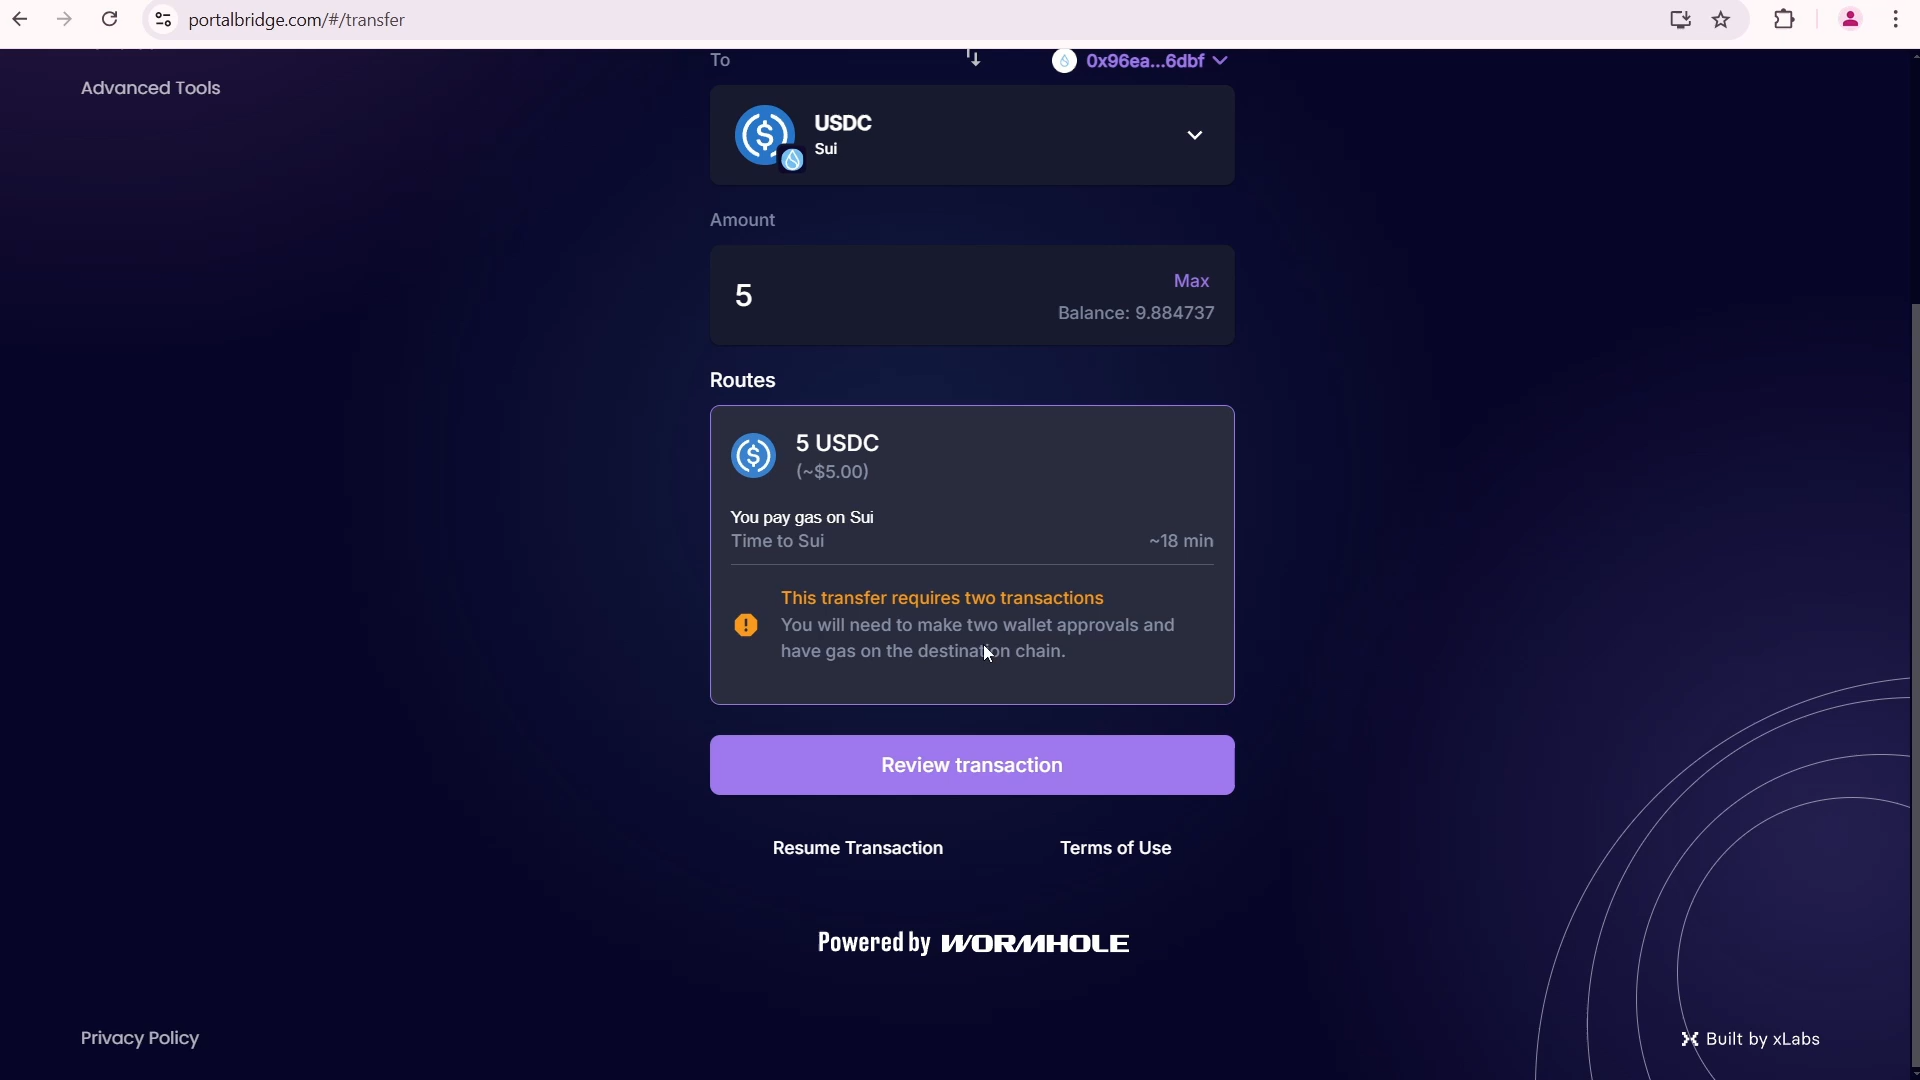 portalbridge.com/#/transfer
Advanced Tools
To
0x96ea...6dbf
USDC
Sui
Amount
5
Max
Balance: 9.884737
Routes
5 USDC
(~$5.00)
You pay gas on Sui
Time to Sui ~18 min
This transfer requires two transactions
You will need to make two wallet approvals and
have gas on the destination chain.
Review transaction
Resume Transaction
Terms of Use
Powered by WORMHOLE
Privacy Policy
Built by xLabs